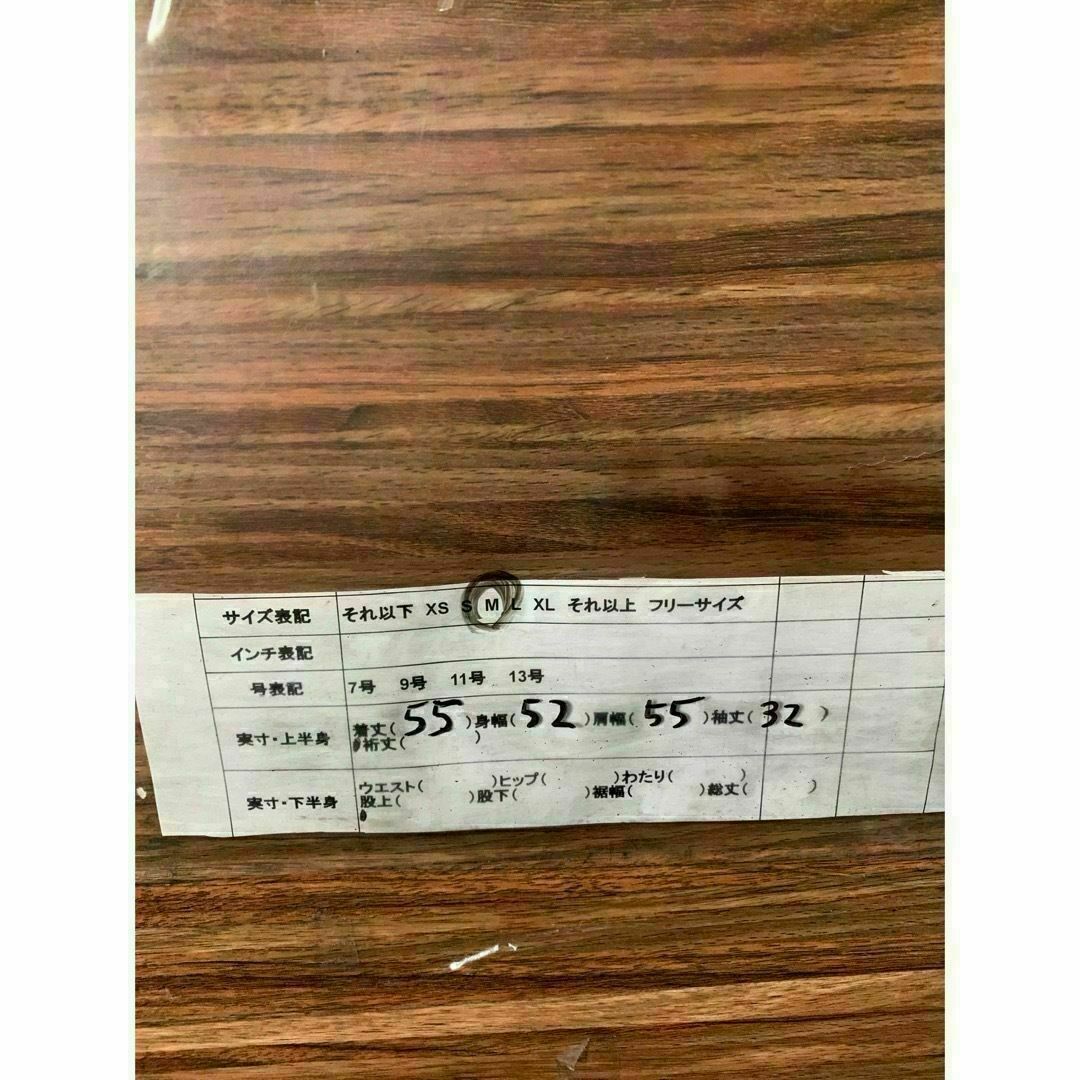 サイズ表記 それ以下 XS S M L XL それ以上 フリーサイズ
インチ表記
号表記 7号 9号 11号 13号
実寸・上半身 着丈(55)身幅(52)肩幅(55)袖丈(32)
裄丈( )
実寸・下半身 ウエスト( )ヒップ( )わたり( )
股上( )股下( )裾幅( )総丈( )